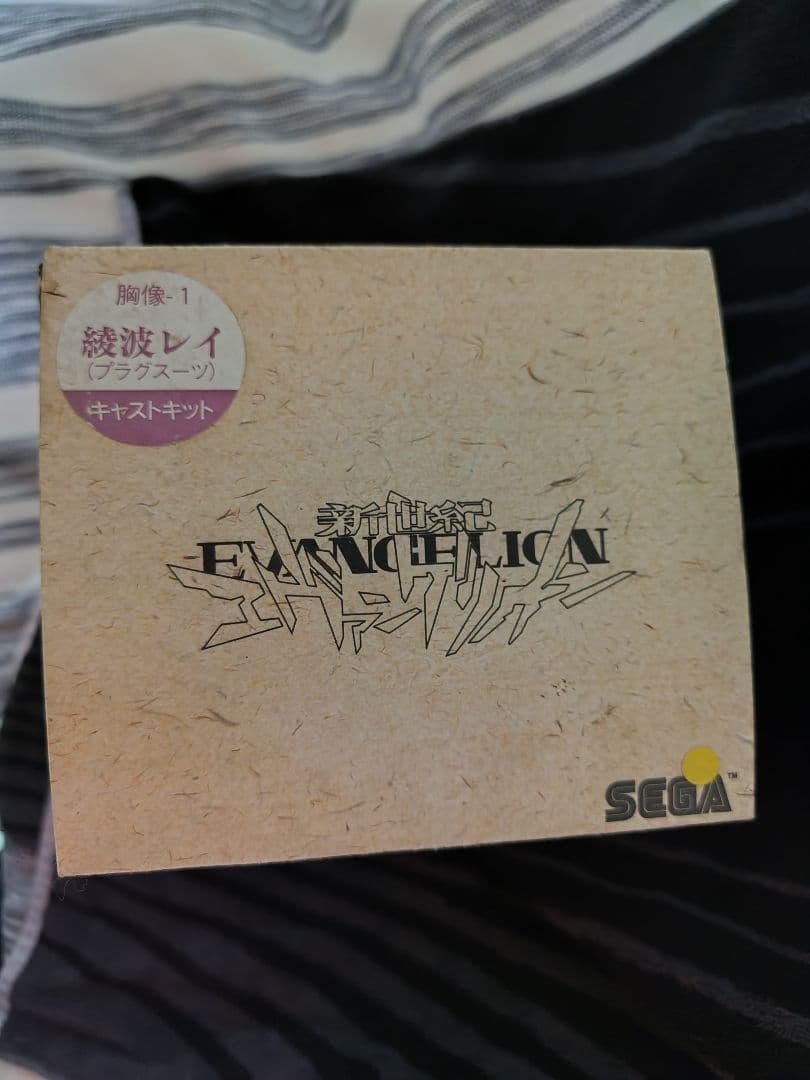 胸像-1
綾波レイ
(プラグスーツ)
キャストキット
新世紀
EVANGELION
エヴァンゲリオン
SEGA™